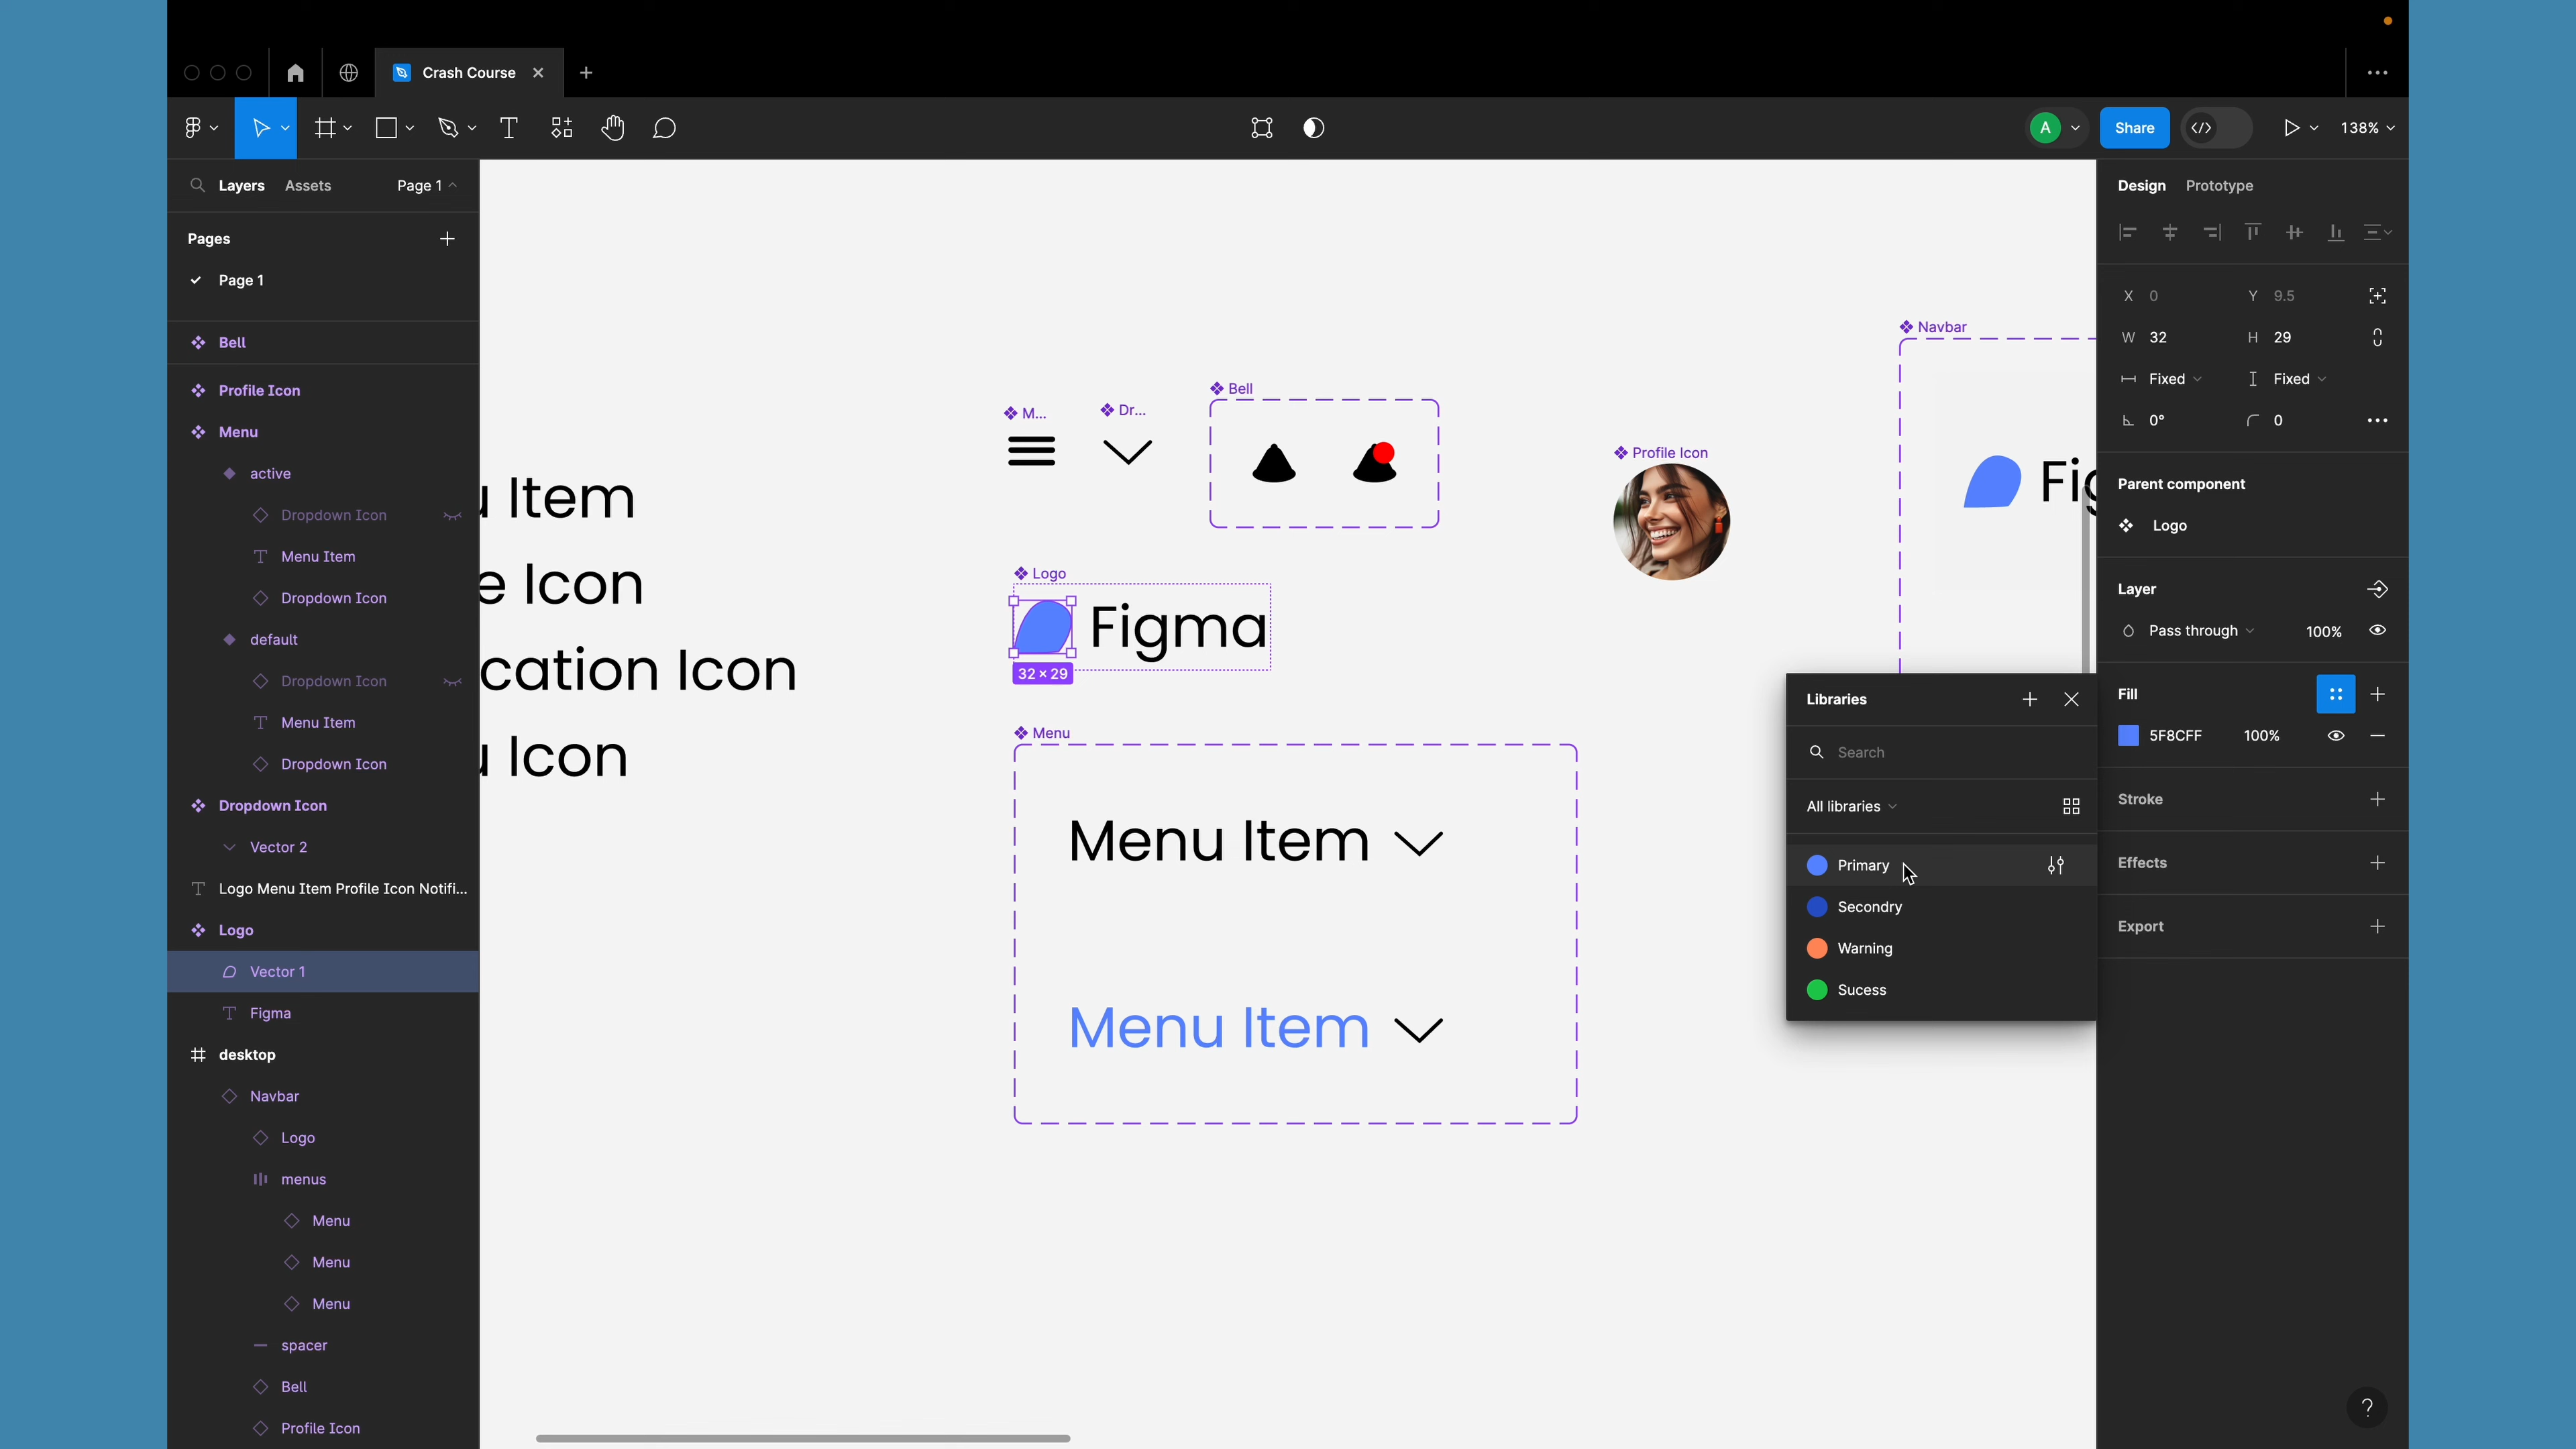 Crash Course
A
Share
138%
Layers
Assets
Page 1
Pages
Page 1
Bell
Profile Icon
Menu
active
Dropdown Icon
Menu Item
Dropdown Icon
default
Dropdown Icon
Menu Item
Dropdown Icon
Dropdown Icon
Vector 2
Logo Menu Item Profile Icon Notifi...
Logo
Vector 1
Figma
desktop
Navbar
Logo
menus
Menu
Menu
Menu
spacer
Bell
Profile Icon
u Item
e Icon
cation Icon
u Icon
M...
Dr...
Bell
Profile Icon
Navbar
Fig
Logo
Figma
32 × 29
Menu
Menu Item
Menu Item
Libraries
Search
All libraries
Primary
Secondry
Warning
Sucess
Design
Prototype
X 0
Y 9.5
W 32
H 29
Fixed
Fixed
0°
0
Parent component
Logo
Layer
Pass through
100%
Fill
5F8CFF
100%
Stroke
Effects
Export
?